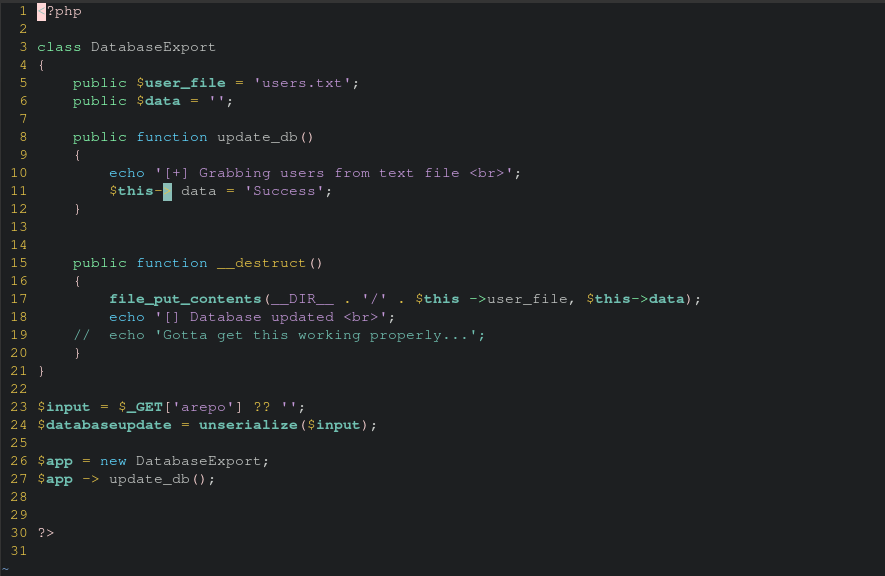 1 <?php
2
3 class DatabaseExport
4 {
5     public $user_file = 'users.txt';
6     public $data = '';
7
8     public function update_db()
9     {
10         echo '[+] Grabbing users from text file <br>';
11         $this-> data = 'Success';
12     }
13
14
15     public function __destruct()
16     {
17         file_put_contents(__DIR__ . '/' . $this ->user_file, $this->data);
18         echo '[] Database updated <br>';
19     //  echo 'Gotta get this working properly...';
20     }
21 }
22
23 $input = $_GET['arepo'] ?? '';
24 $databaseupdate = unserialize($input);
25
26 $app = new DatabaseExport;
27 $app -> update_db();
28
29
30 ?>
31
~